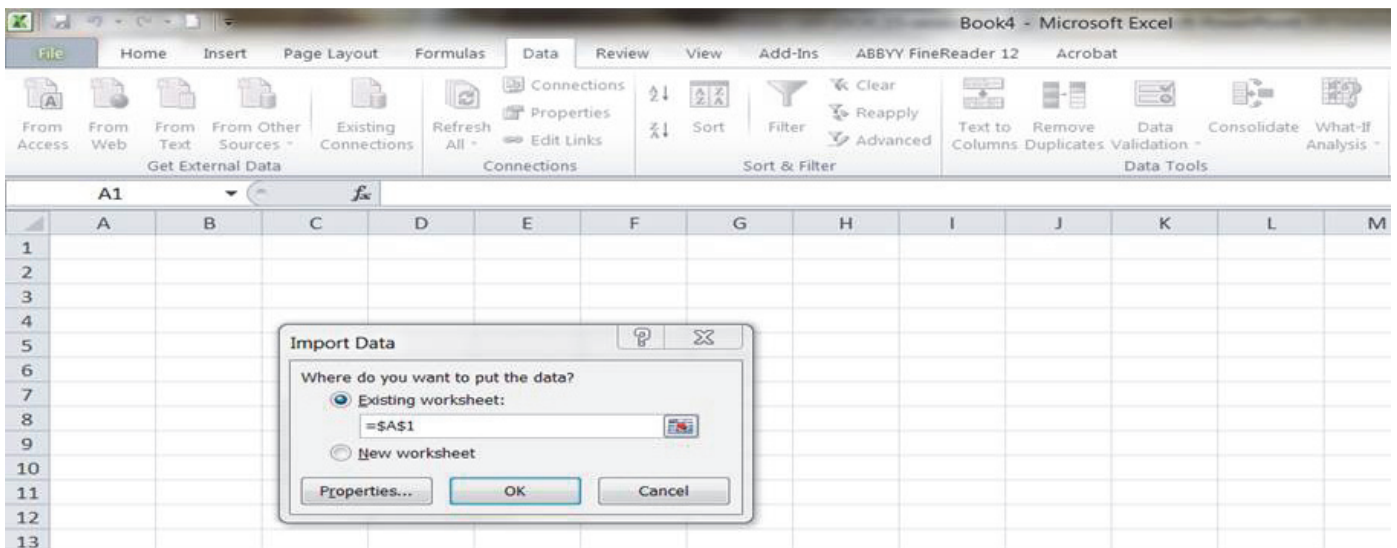 Book4 - Microsoft Excel
File Home Insert Page Layout Formulas Data Review View Add-Ins ABBYY FineReader 12 Acrobat
From Access
From Web
From Text
From Other Sources
Existing Connections
Get External Data
Refresh All
Connections
Properties
Edit Links
Connections
Sort
Filter
Clear
Reapply
Advanced
Sort & Filter
Text to Columns
Remove Duplicates
Data Validation
Consolidate
What-If Analysis
Data Tools
A1 fx
A B C D E F G H I J K L M
1
2
3
4
5
6
7
8
9
10
11
12
13
Import Data
Where do you want to put the data?
Existing worksheet:
=$A$1
New worksheet
Properties... OK Cancel